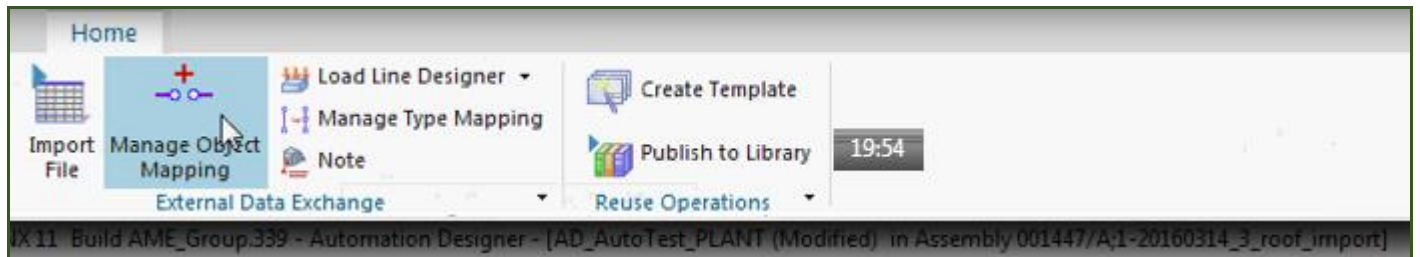 Home
Import File
Manage Object Mapping
Load Line Designer
Manage Type Mapping
Note
External Data Exchange
Create Template
Publish to Library
Reuse Operations
19:54
IX 11 Build AME_Group.339 - Automation Designer - [AD_AutoTest_PLANT (Modified) in Assembly 001447/A;1-20160314_3_roof_import]